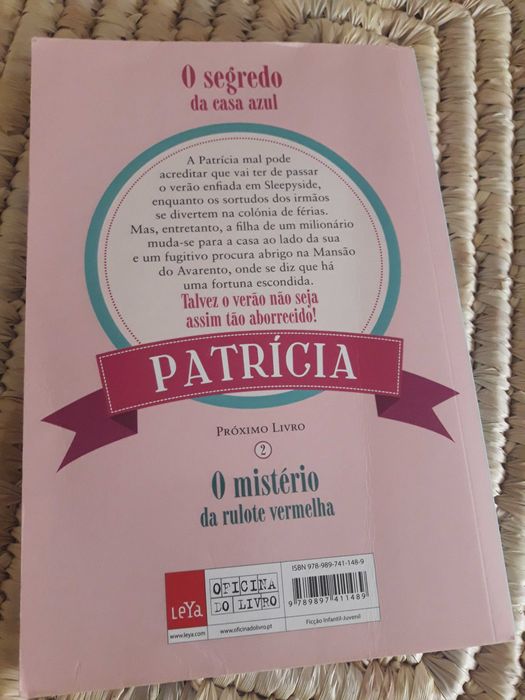 O segredo
da casa azul
A Patrícia mal pode
acreditar que vai ter de passar
o verão enfiada em Sleepyside,
enquanto os sortudos dos irmãos
se divertem na colónia de férias.
Mas, entretanto, a filha de um milionário
muda-se para a casa ao lado da sua
e um fugitivo procura abrigo na Mansão
do Avarento, onde se diz que há
uma fortuna escondida.
Talvez o verão não seja
assim tão aborrecido!
PATRÍCIA
PRÓXIMO LIVRO
2
O mistério
da rulote vermelha
ISBN 978-989-741-148-9
9 789897 411489
Ficção Infantil-Juvenil
LEYA
www.leya.com
OFICINA
DO LIVRO
www.oficinadolivro.pt